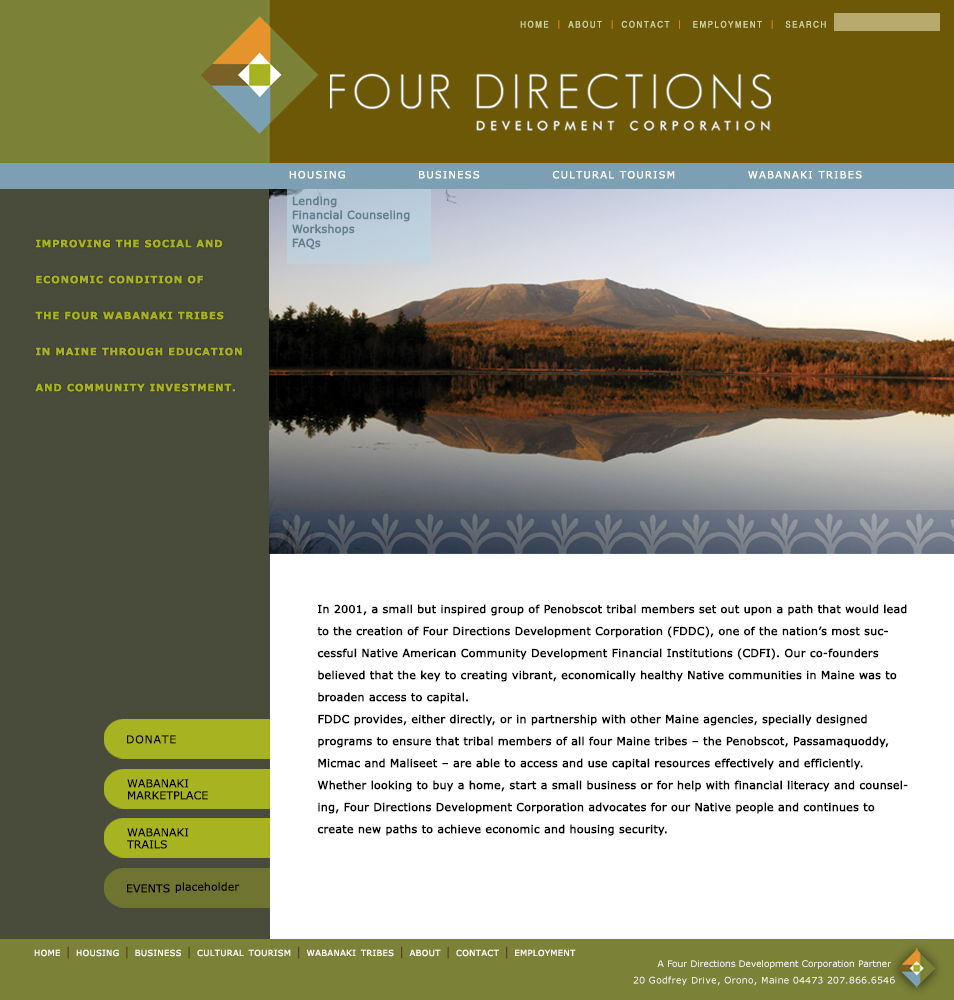 HOME | ABOUT | CONTACT | EMPLOYMENT | SEARCH
FOUR DIRECTIONS
DEVELOPMENT CORPORATION
HOUSING BUSINESS CULTURAL TOURISM WABANAKI TRIBES
Lending
Financial Counseling
Workshops
FAQs
IMPROVING THE SOCIAL AND
ECONOMIC CONDITION OF
THE FOUR WABANAKI TRIBES
IN MAINE THROUGH EDUCATION
AND COMMUNITY INVESTMENT.
In 2001, a small but inspired group of Penobscot tribal members set out upon a path that would lead
to the creation of Four Directions Development Corporation (FDDC), one of the nation's most suc-
cessful Native American Community Development Financial Institutions (CDFI). Our co-founders
believed that the key to creating vibrant, economically healthy Native communities in Maine was to
broaden access to capital.
FDDC provides, either directly, or in partnership with other Maine agencies, specially designed
programs to ensure that tribal members of all four Maine tribes – the Penobscot, Passamaquoddy,
Micmac and Maliseet – are able to access and use capital resources effectively and efficiently.
Whether looking to buy a home, start a small business or for help with financial literacy and counsel-
ing, Four Directions Development Corporation advocates for our Native people and continues to
create new paths to achieve economic and housing security.
DONATE
WABANAKI
MARKETPLACE
WABANAKI
TRAILS
EVENTS placeholder
HOME | HOUSING | BUSINESS | CULTURAL TOURISM | WABANAKI TRIBES | ABOUT | CONTACT | EMPLOYMENT
A Four Directions Development Corporation Partner
20 Godfrey Drive, Orono, Maine 04473 207.866.6546